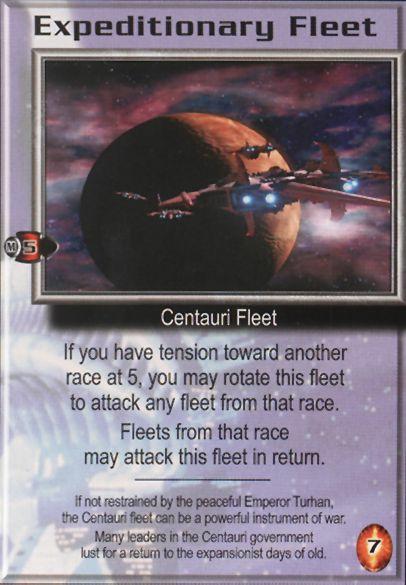 Expeditionary Fleet
M 5
Centauri Fleet
If you have tension toward another
race at 5, you may rotate this fleet
to attack any fleet from that race.
Fleets from that race
may attack this fleet in return.
If not restrained by the peaceful Emperor Turhan,
the Centauri fleet can be a powerful instrument of war.
Many leaders in the Centauri government
lust for a return to the expansionist days of old.
7